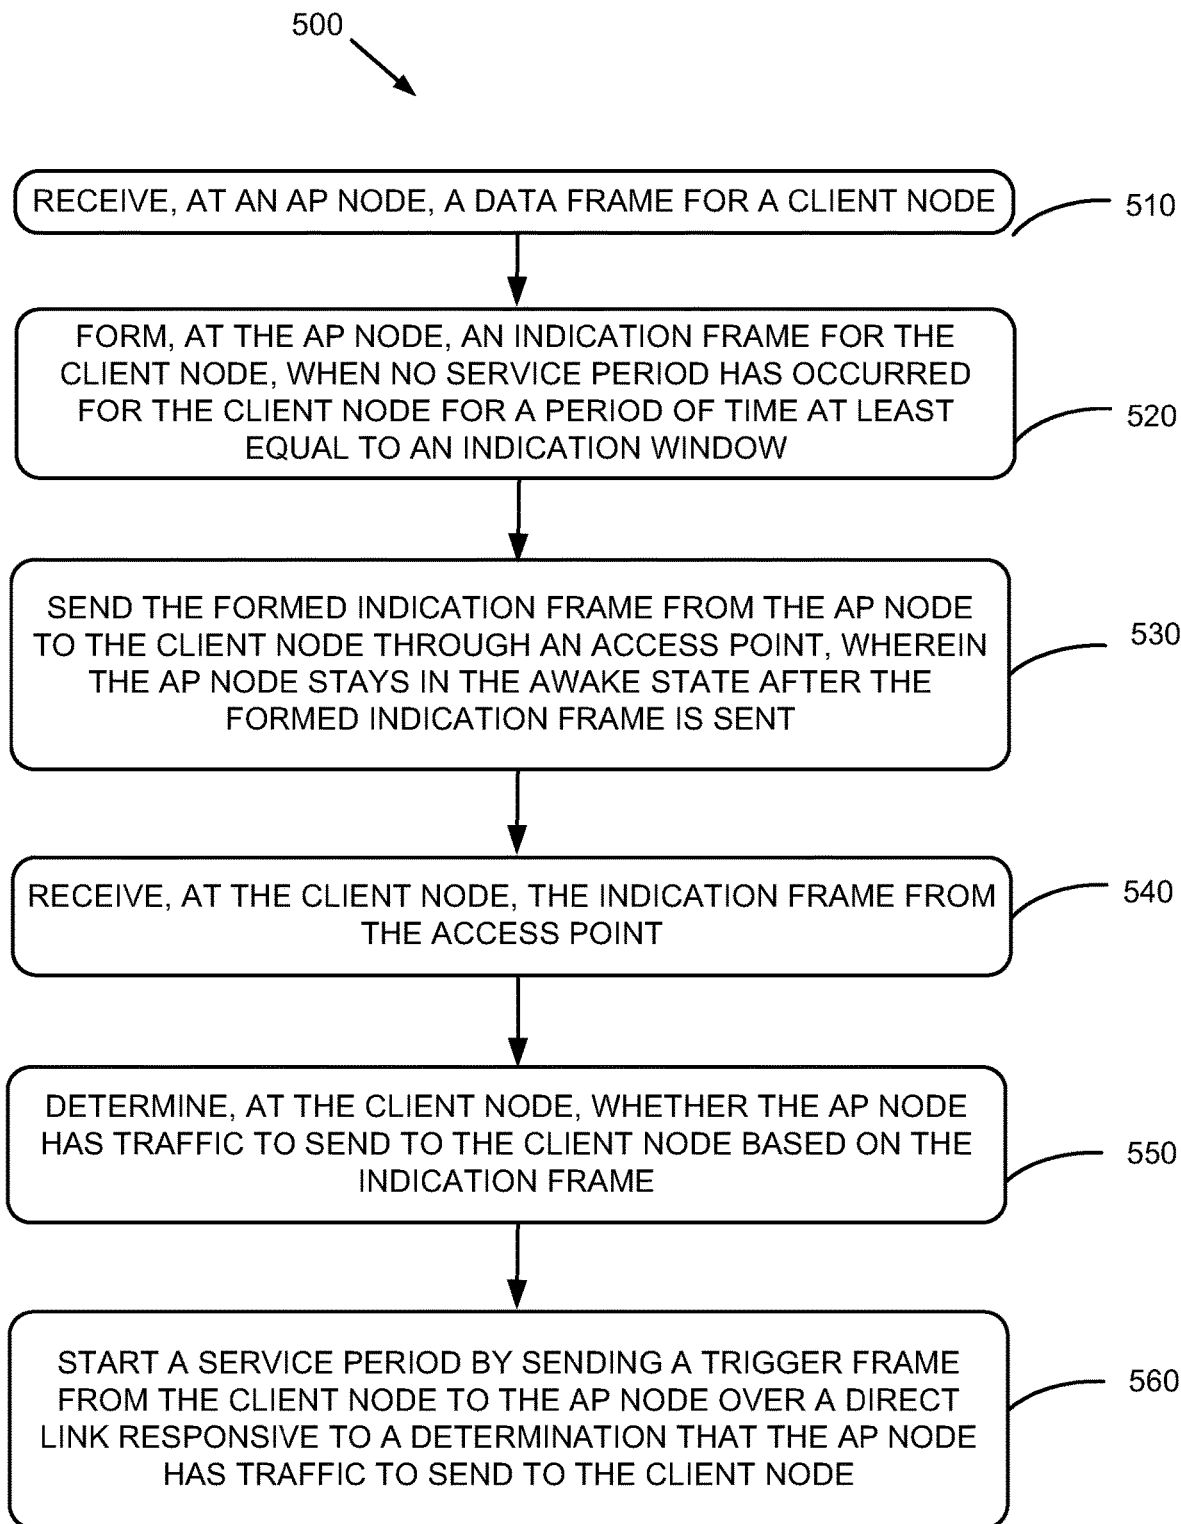 500
RECEIVE, AT AN AP NODE, A DATA FRAME FOR A CLIENT NODE
510
FORM, AT THE AP NODE, AN INDICATION FRAME FOR THE
CLIENT NODE, WHEN NO SERVICE PERIOD HAS OCCURRED
FOR THE CLIENT NODE FOR A PERIOD OF TIME AT LEAST
EQUAL TO AN INDICATION WINDOW
520
SEND THE FORMED INDICATION FRAME FROM THE AP NODE
TO THE CLIENT NODE THROUGH AN ACCESS POINT, WHEREIN
THE AP NODE STAYS IN THE AWAKE STATE AFTER THE
FORMED INDICATION FRAME IS SENT
530
RECEIVE, AT THE CLIENT NODE, THE INDICATION FRAME FROM
THE ACCESS POINT
540
DETERMINE, AT THE CLIENT NODE, WHETHER THE AP NODE
HAS TRAFFIC TO SEND TO THE CLIENT NODE BASED ON THE
INDICATION FRAME
550
START A SERVICE PERIOD BY SENDING A TRIGGER FRAME
FROM THE CLIENT NODE TO THE AP NODE OVER A DIRECT
LINK RESPONSIVE TO A DETERMINATION THAT THE AP NODE
HAS TRAFFIC TO SEND TO THE CLIENT NODE
560